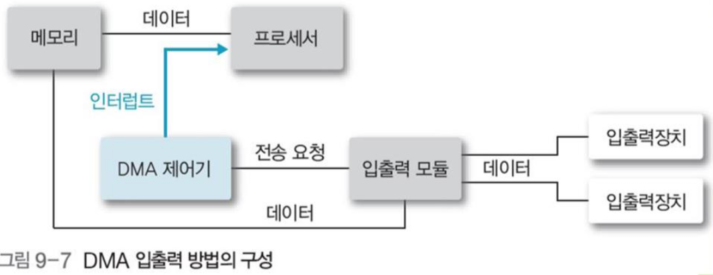 데이터
메모리
프로세서
인터럽트
DMA 제어기
전송 요청
입출력 모듈
데이터
입출력장치
입출력장치
데이터
그림 9-7 DMA 입출력 방법의 구성